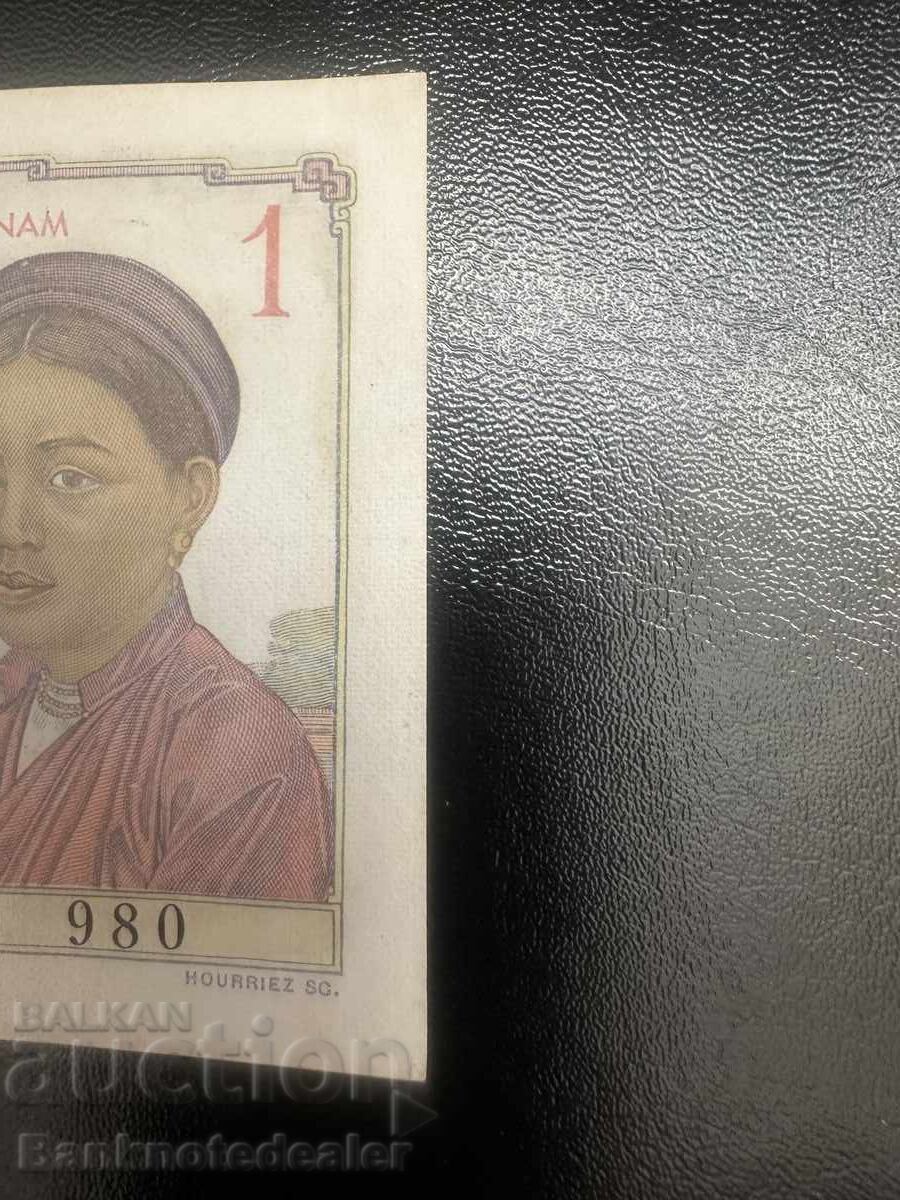 NAM
1
980
HOURRIEZ SC.
BALKAN
auction
Banknotedealer